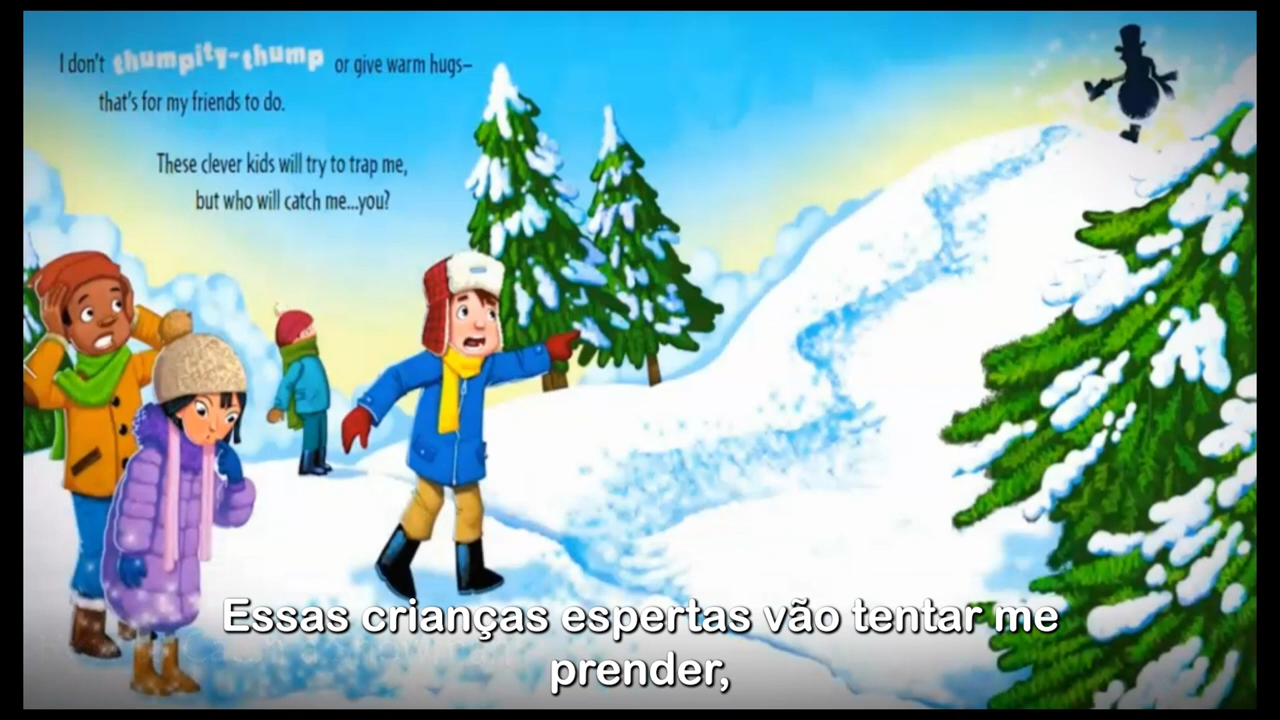 I don't thumpity-thump or give warm hugs–
that's for my friends to do.
These clever kids will try to trap me,
but who will catch me...you?
Essas crianças espertas vão tentar me
prender,